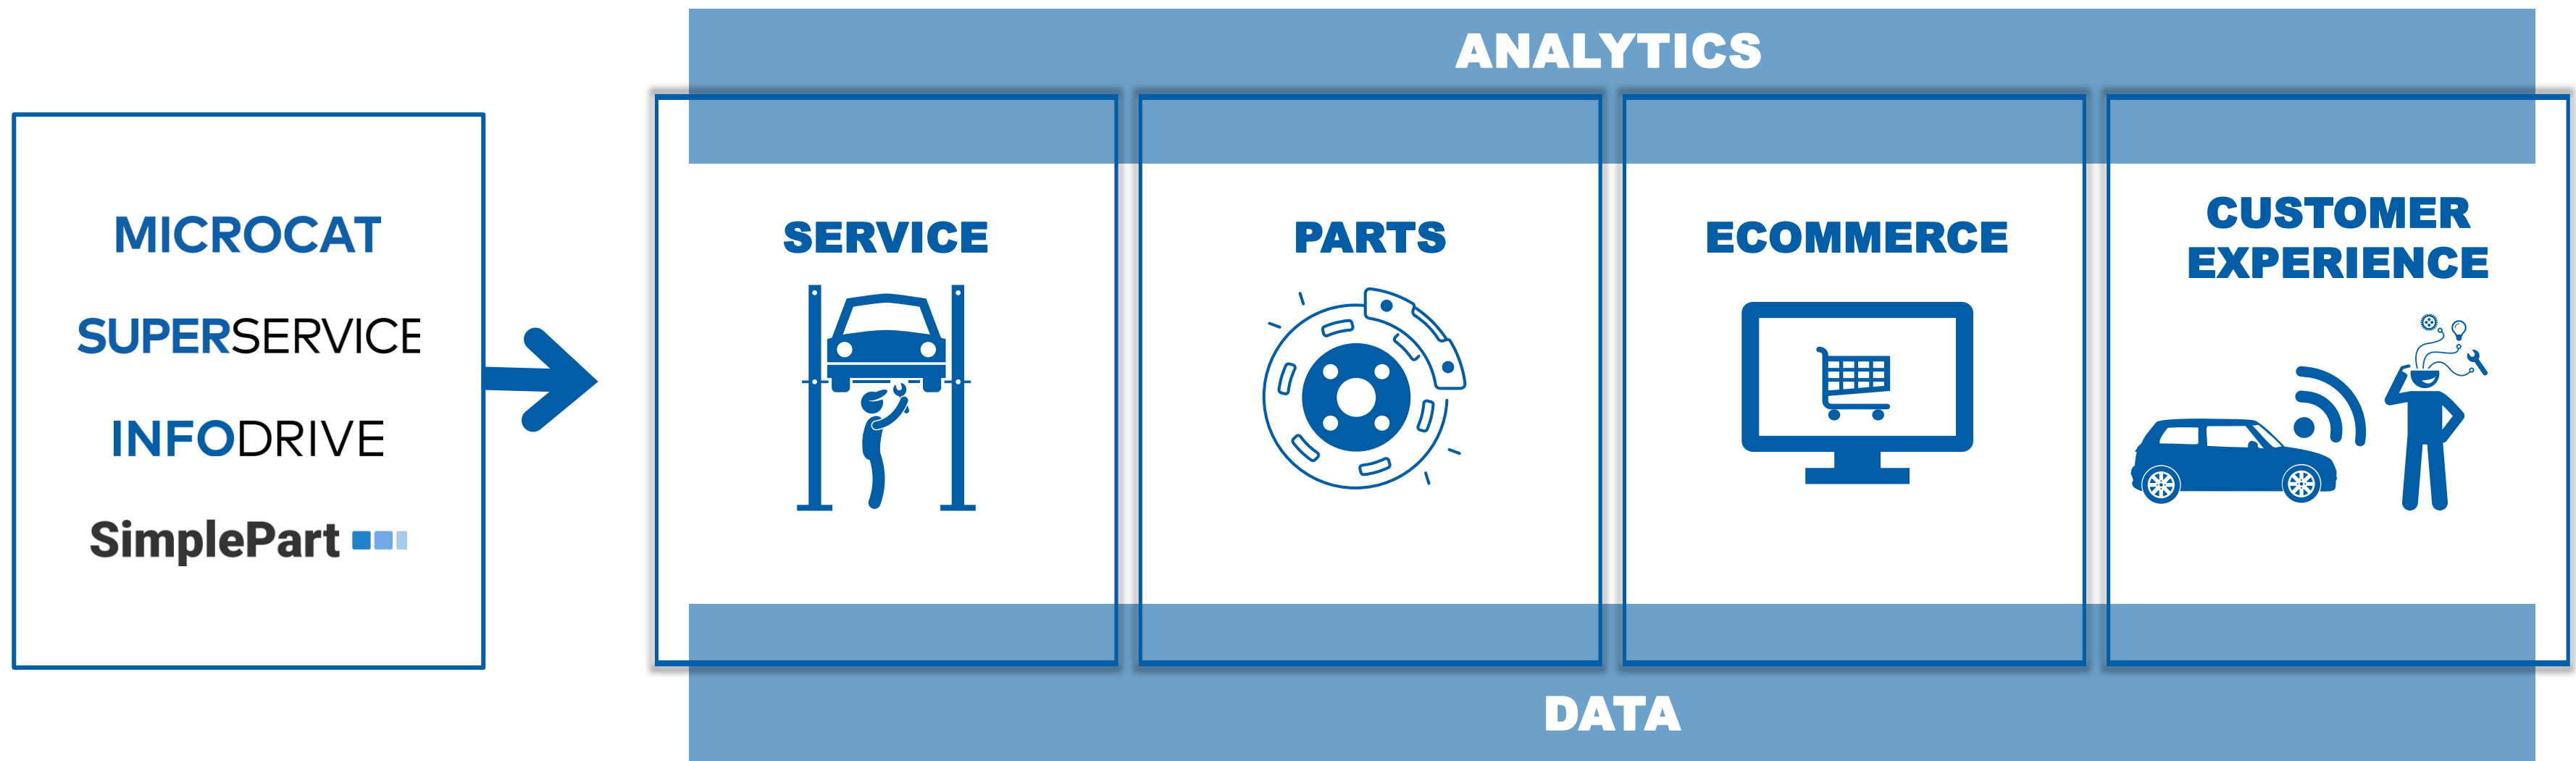 MICROCAT
SUPERSERVICE
INFODRIVE
SimplePart
ANALYTICS
SERVICE
PARTS
ECOMMERCE
CUSTOMER
EXPERIENCE
DATA